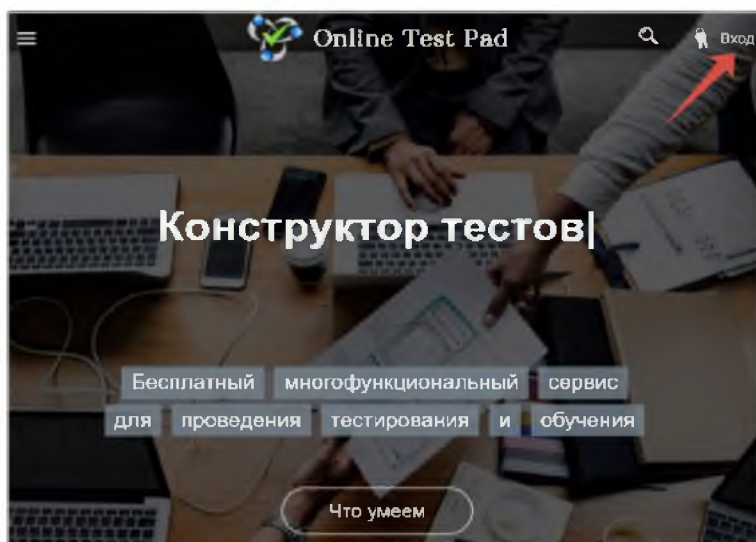 Online Test Pad
Вход
Конструктор тестов|
Бесплатный многофункциональный сервис
для проведения тестирования и обучения
Что умеем